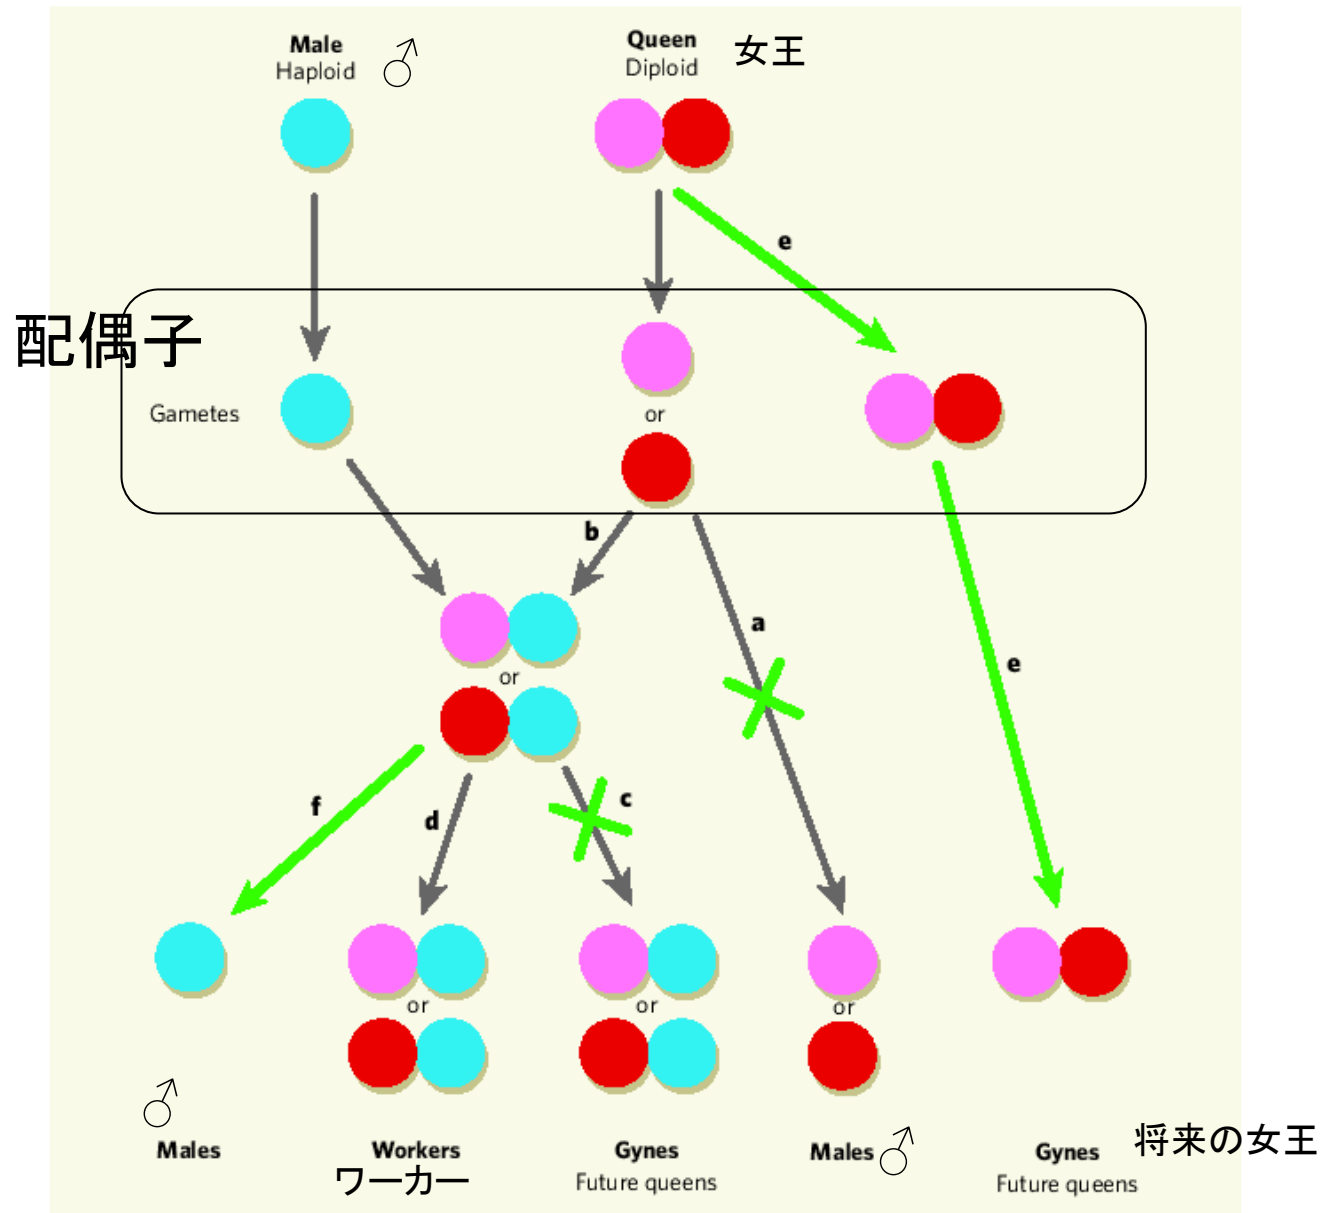 Male
Haploid
♂
Queen
Diploid
女王
e
配偶子
Gametes
or
b
a
e
or
f
d
c
or
or
or
♂
Males
Workers
ワーカー
Gynes
Future queens
Males ♂
Gynes
Future queens
将来の女王